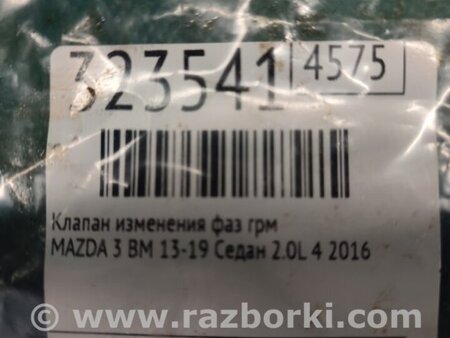 323541 4575
Клапан изменения фаз грм
MAZDA 3 BM 13-19 Седан 2.0L 4 2016
www.razborki.com